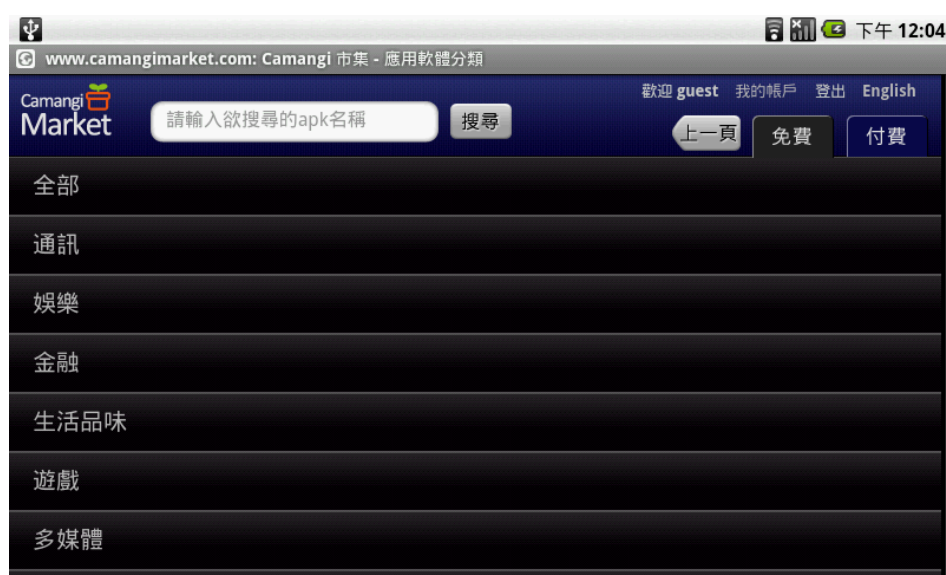 下午 12:04
www.camangimarket.com: Camangi 市集 - 應用軟體分類
歡迎 guest 我的帳戶 登出 English
Camangi
Market
請輸入欲搜尋的apk名稱
搜尋
上一頁
免費
付費
全部
通訊
娛樂
金融
生活品味
遊戲
多媒體